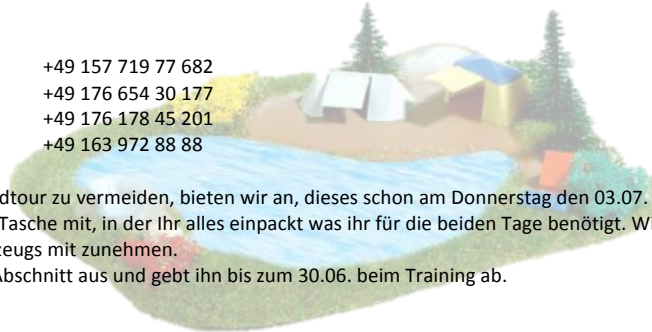 +49 157 719 77 682
+49 176 654 30 177
+49 176 178 45 201
+49 163 972 88 88
dtour zu vermeiden, bieten wir an, dieses schon am Donnerstag den 03.07.
Tasche mit, in der Ihr alles einpackt was ihr für die beiden Tage benötigt. Wi
zeugs mit zunehmen.
Abschnitt aus und gebt ihn bis zum 30.06. beim Training ab.